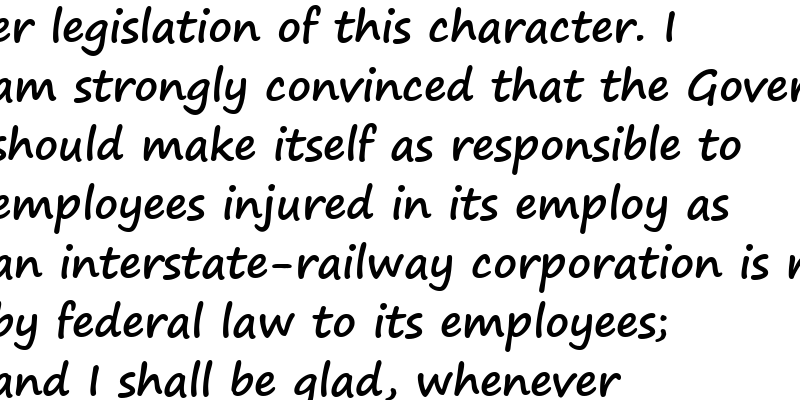 er legislation of this character. I
am strongly convinced that the Gover
should make itself as responsible to
employees injured in its employ as
an interstate-railway corporation is
by federal law to its employees;
and I shall be glad, whenever